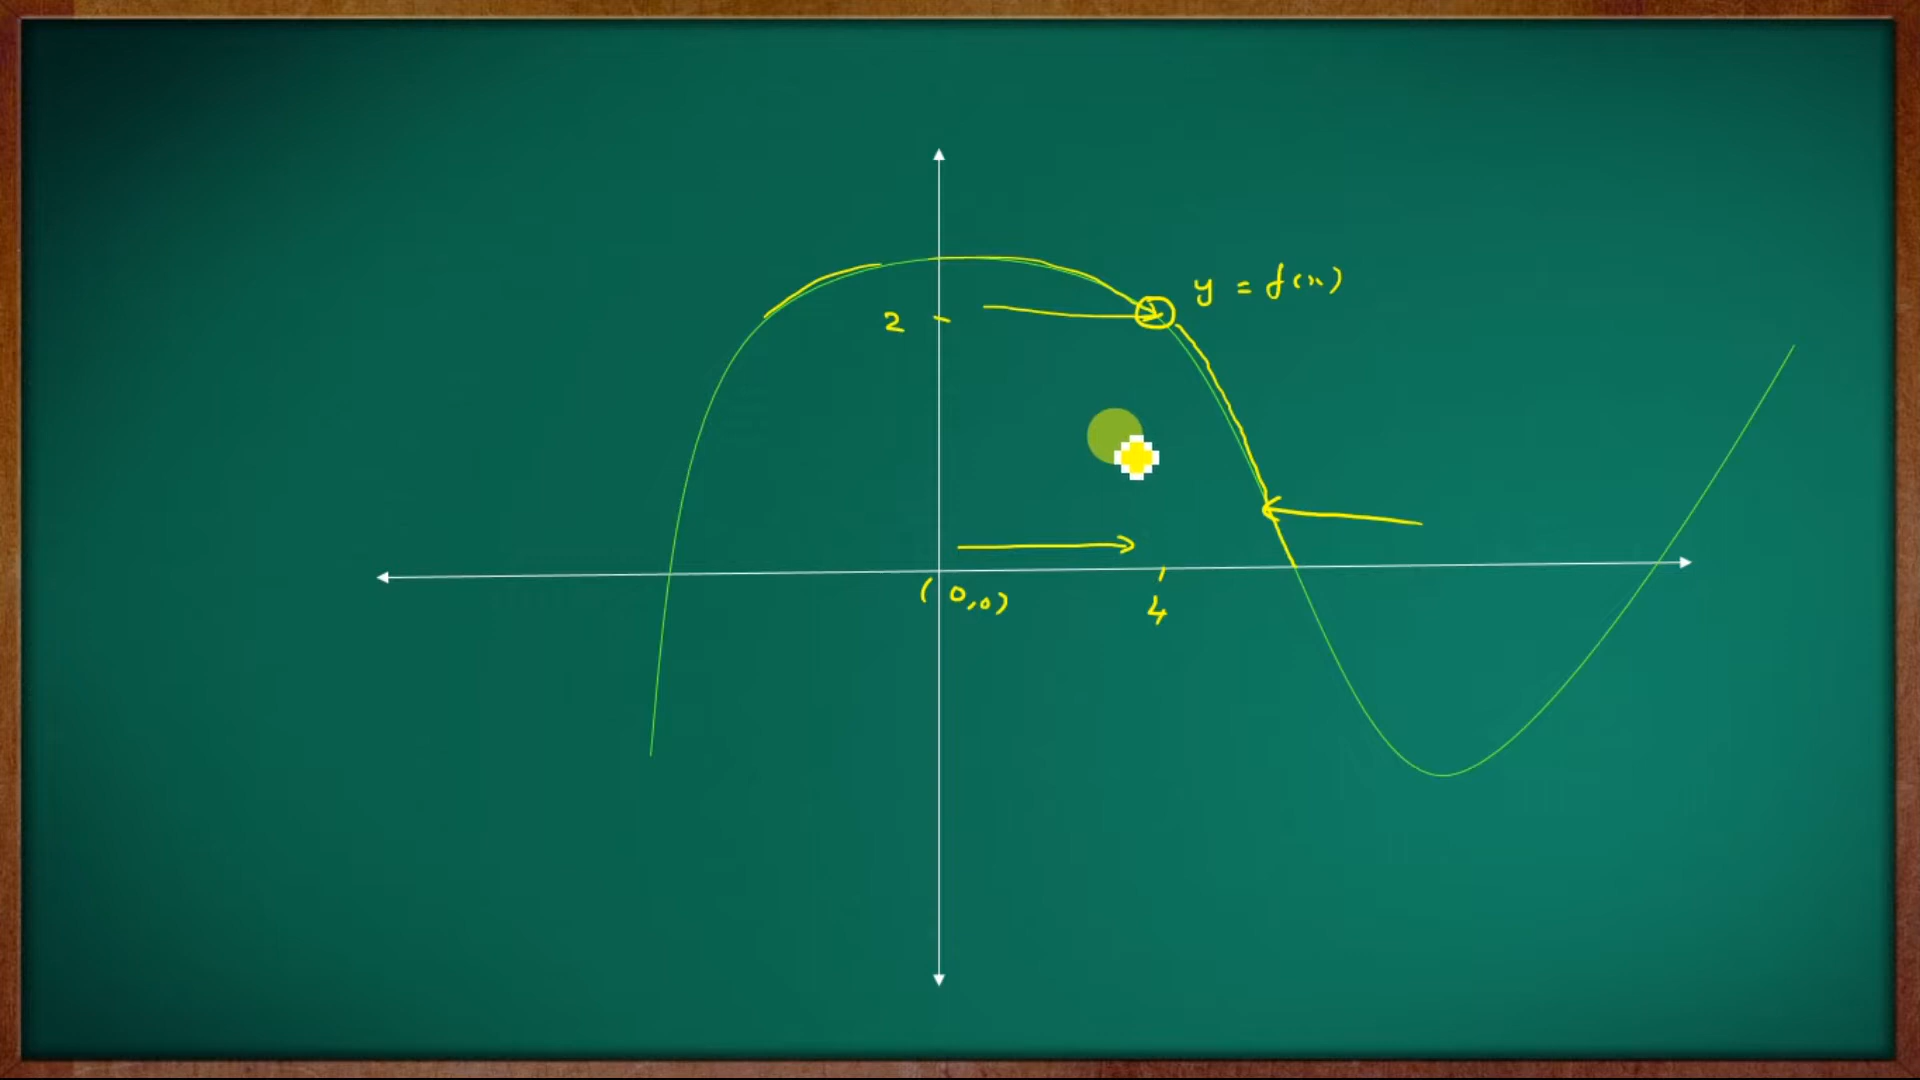 y = f(x)
2
(0,0)
4